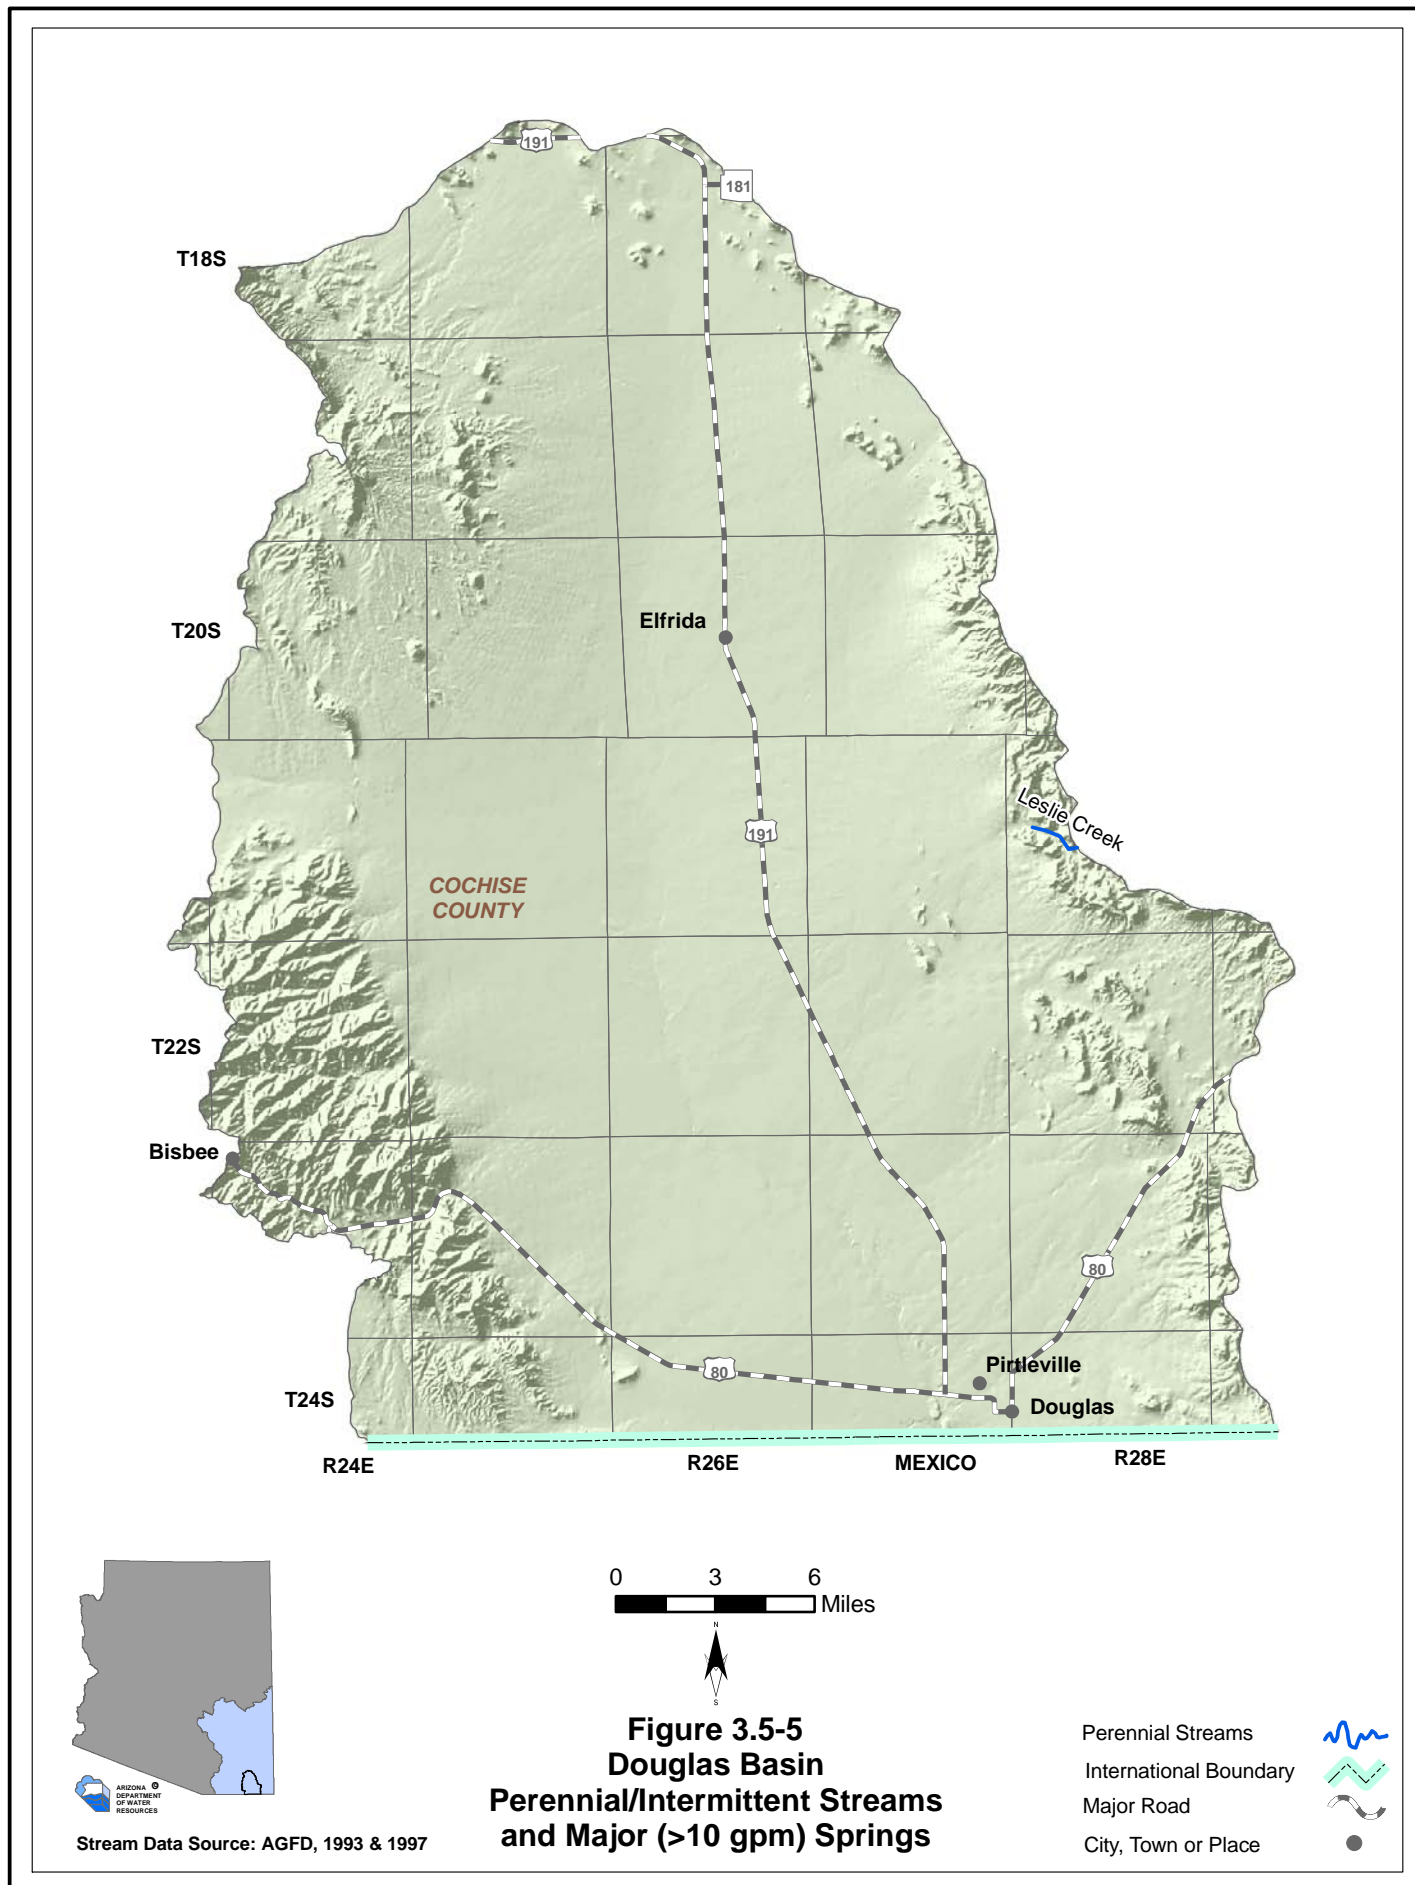 191
181
T18S
Elfrida
T20S
Leslie Creek
191
COCHISE
COUNTY
T22S
Bisbee
80
Pirtleville
80
T24S
Douglas
R24E
R26E
MEXICO
R28E
0 3 6
Miles
N
S
Figure 3.5-5
Douglas Basin
Perennial/Intermittent Streams
and Major (>10 gpm) Springs
ARIZONA
DEPARTMENT
OF WATER
RESOURCES
Stream Data Source: AGFD, 1993 & 1997
Perennial Streams
International Boundary
Major Road
City, Town or Place